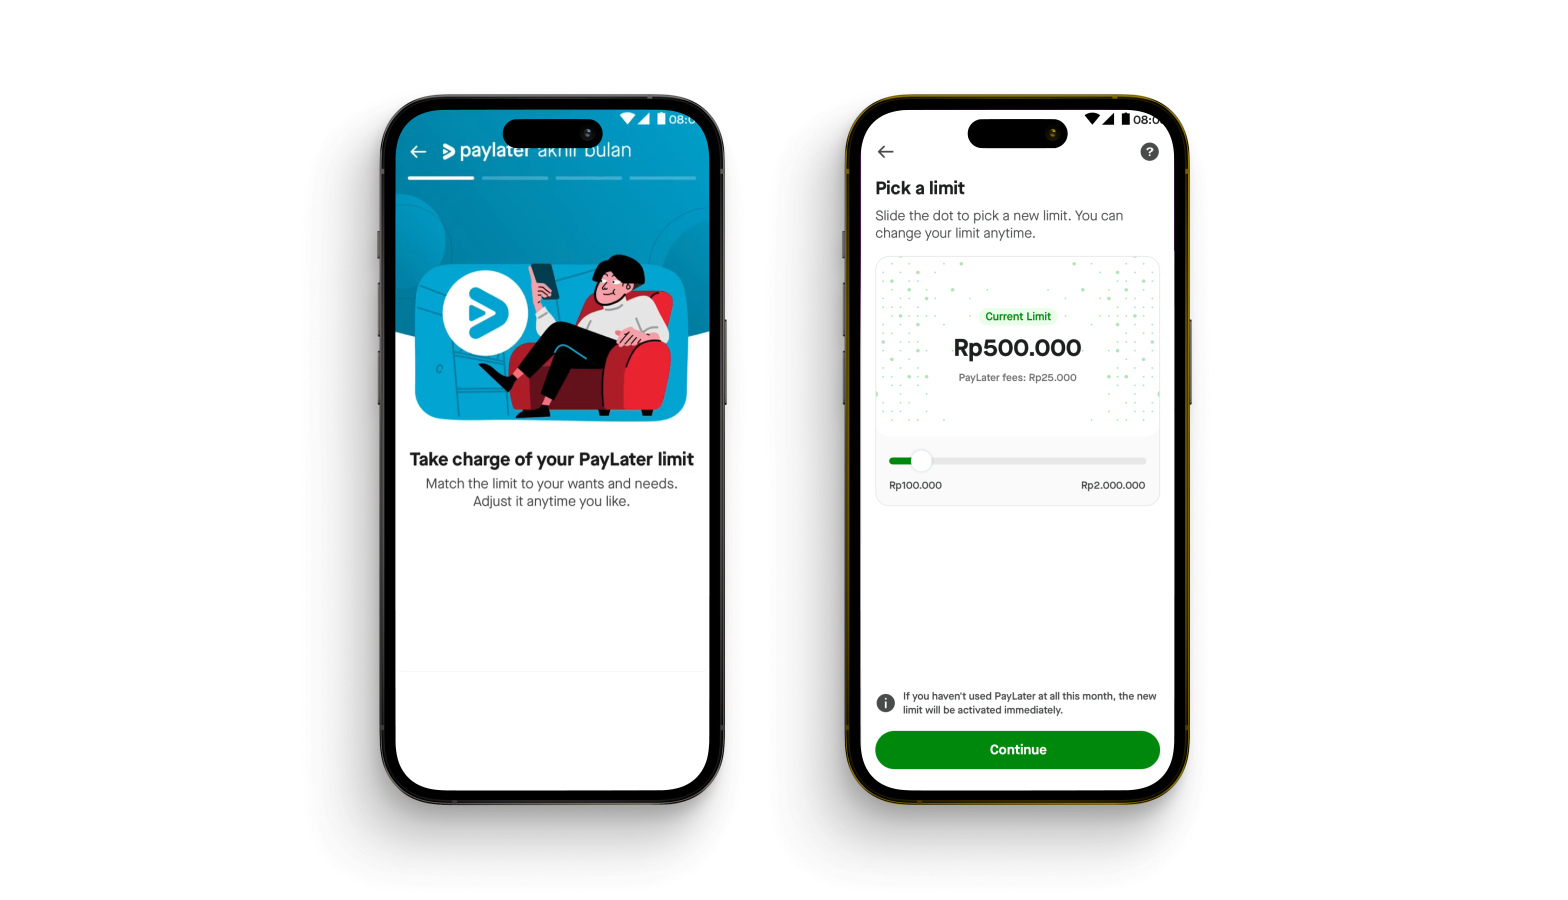 08:0
paylater akhir bulan
Take charge of your PayLater limit
Match the limit to your wants and needs.
Adjust it anytime you like.
08:0
?
Pick a limit
Slide the dot to pick a new limit. You can
change your limit anytime.
Current Limit
Rp500.000
PayLater fees: Rp25.000
Rp100.000
Rp2.000.000
If you haven't used PayLater at all this month, the new
limit will be activated immediately.
Continue